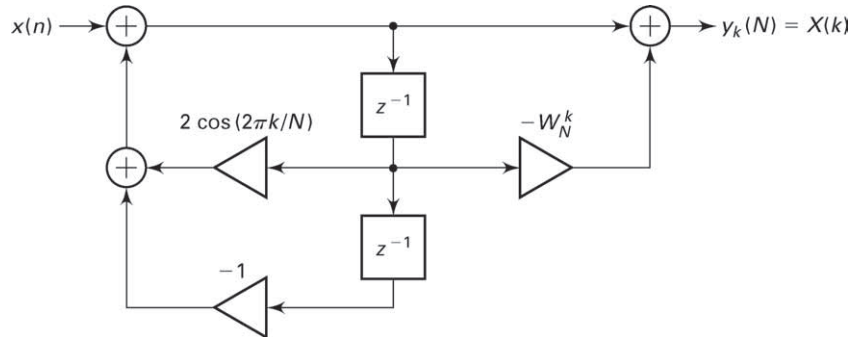 x(n)
+
+
y_k(N) = X(k)
z^{-1}
2 cos (2πk/N)
-W_N^k
+
z^{-1}
-1